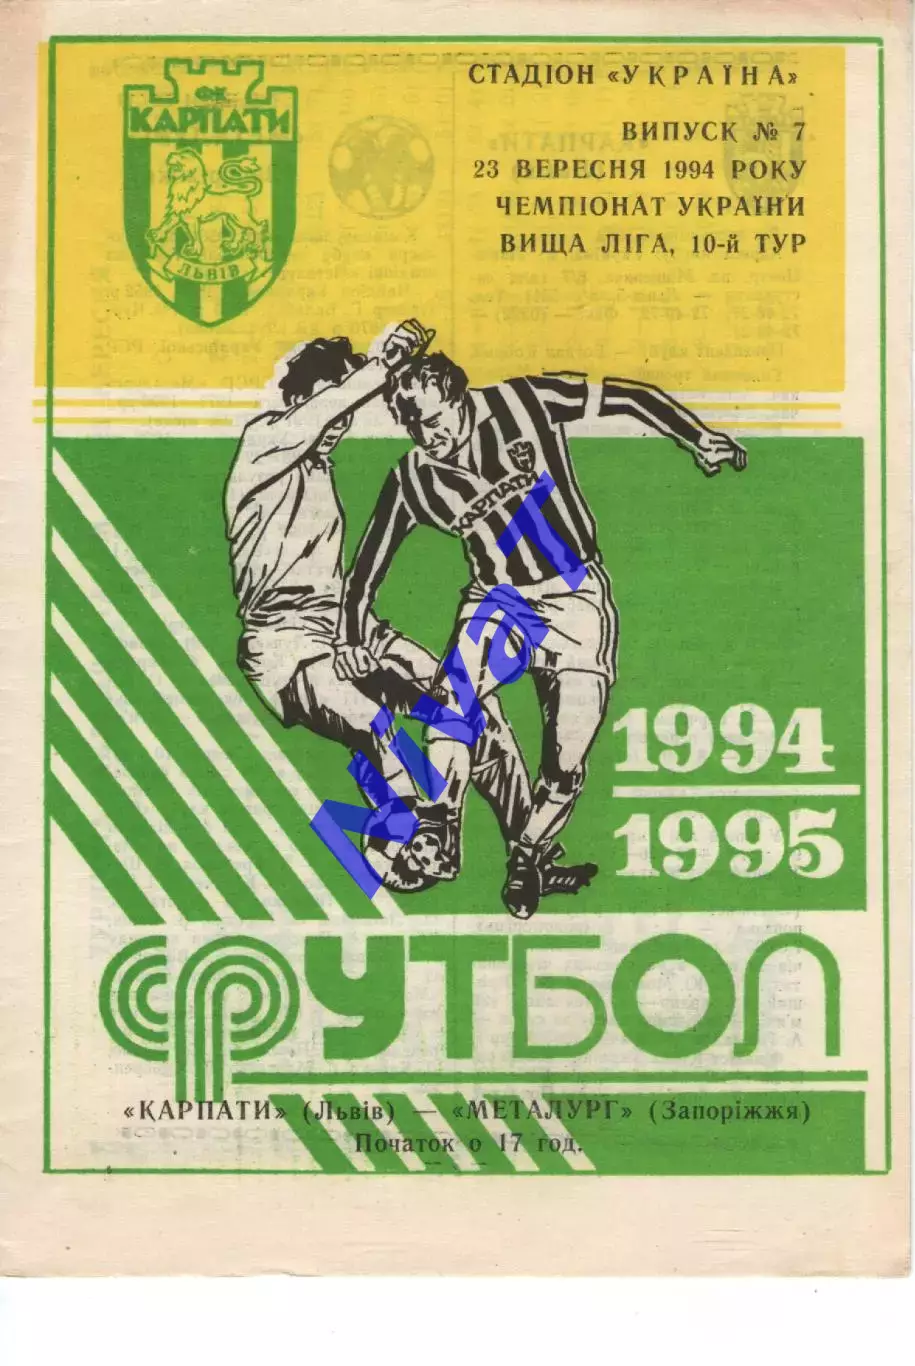 ФК
КАРПАТИ
ЛЬВІВ
СТАДІОН «УКРАЇНА»
ВИПУСК № 7
23 ВЕРЕСНЯ 1994 РОКУ
ЧЕМПІОНАТ УКРАЇНИ
ВИЩА ЛІГА, 10-й ТУР
КАРПАТИ
NivaT
1994
1995
ФУТБОЛ
«КАРПАТИ» (Львів) — «МЕТАЛУРГ» (Запоріжжя)
Початок о 17 год.